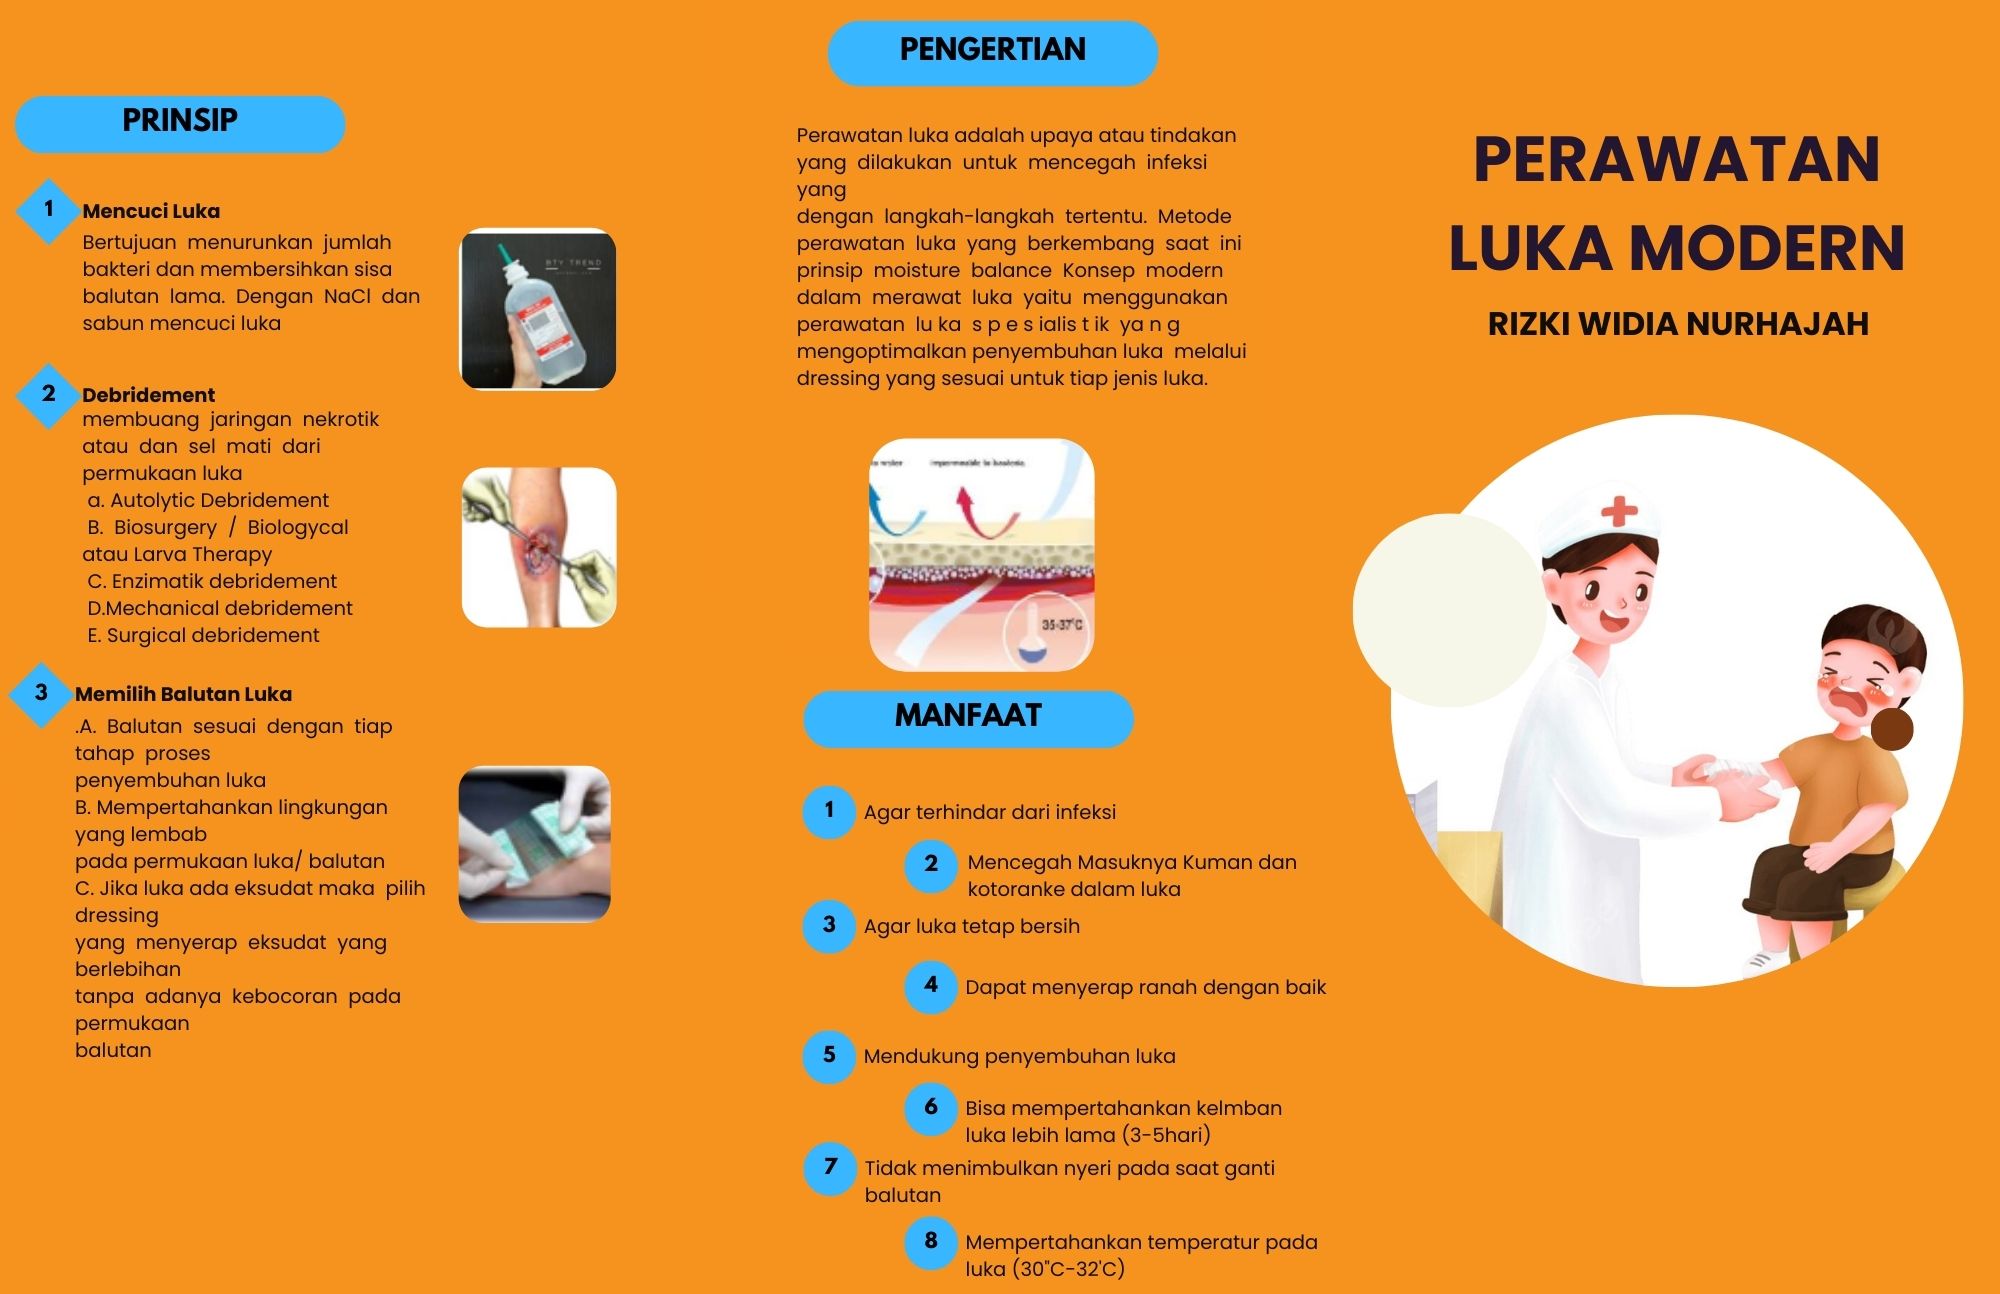 PRINSIP
1
Mencuci Luka
Bertujuan menurunkan jumlah
bakteri dan membersihkan sisa
balutan lama. Dengan NaCl dan
sabun mencuci luka
BTY TREND
2
Debridement
membuang jaringan nekrotik
atau dan sel mati dari
permukaan luka
a. Autolytic Debridement
B. Biosurgery / Biologycal
atau Larva Therapy
C. Enzimatik debridement
D.Mechanical debridement
E. Surgical debridement
3
Memilih Balutan Luka
.A. Balutan sesuai dengan tiap
tahap proses
penyembuhan luka
B. Mempertahankan lingkungan
yang lembab
pada permukaan luka/ balutan
C. Jika luka ada eksudat maka pilih
dressing
yang menyerap eksudat yang
berlebihan
tanpa adanya kebocoran pada
permukaan
balutan
PENGERTIAN
Perawatan luka adalah upaya atau tindakan
yang dilakukan untuk mencegah infeksi
yang
dengan langkah-langkah tertentu. Metode
perawatan luka yang berkembang saat ini
prinsip moisture balance Konsep modern
dalam merawat luka yaitu menggunakan
perawatan lu ka s p e s ialis t ik ya n g
mengoptimalkan penyembuhan luka melalui
dressing yang sesuai untuk tiap jenis luka.
to water
impermeable to bacteria
35-37°C
MANFAAT
1 Agar terhindar dari infeksi
2 Mencegah Masuknya Kuman dan
kotoranke dalam luka
3 Agar luka tetap bersih
4 Dapat menyerap ranah dengan baik
5 Mendukung penyembuhan luka
6 Bisa mempertahankan kelmban
luka lebih lama (3-5hari)
7 Tidak menimbulkan nyeri pada saat ganti
balutan
8 Mempertahankan temperatur pada
luka (30"C-32'C)
PERAWATAN
LUKA MODERN
RIZKI WIDIA NURHAJAH